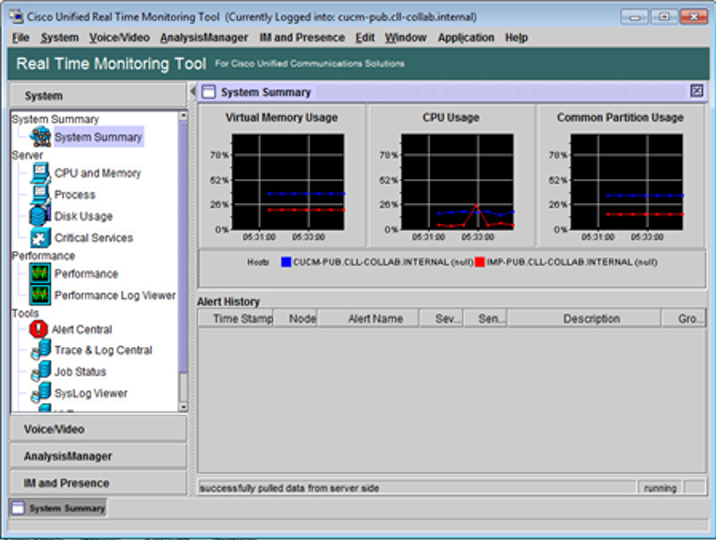 Cisco Unified Real Time Monitoring Tool (Currently Logged into: cucm-pub.cll-collab.internal)
File System Voice/Video AnalysisManager IM and Presence Edit Window Application Help
Real Time Monitoring Tool For Cisco Unified Communications Solutions
System
System Summary
System Summary
Server
CPU and Memory
Process
Disk Usage
Critical Services
Performance
Performance
Performance Log Viewer
Tools
Alert Central
Trace & Log Central
Job Status
SysLog Viewer
Voice/Video
AnalysisManager
IM and Presence
System Summary
Virtual Memory Usage
78%
52%
26%
0%
05:31:00 05:33:00
CPU Usage
78%
52%
26%
0%
05:31:00 05:33:00
Common Partition Usage
78%
52%
26%
0%
05:31:00 05:33:00
Hosts CUCM-PUB.CLL-COLLAB.INTERNAL (null) IMP-PUB.CLL-COLLAB.INTERNAL (null)
Alert History
Time Stamp Node Alert Name Sev... Sen... Description Gro...
successfully pulled data from server side running
System Summary